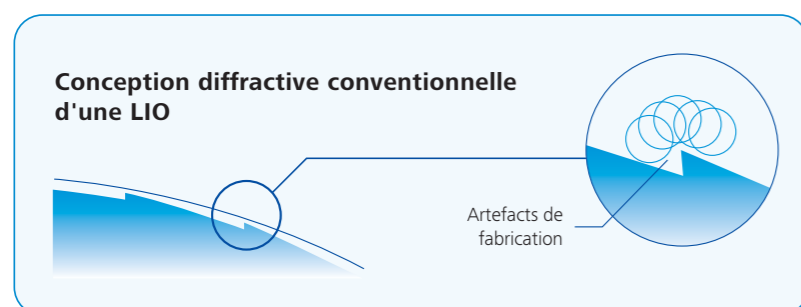 Conception diffractive conventionnelle
d'une LIO
Artefacts de
fabrication